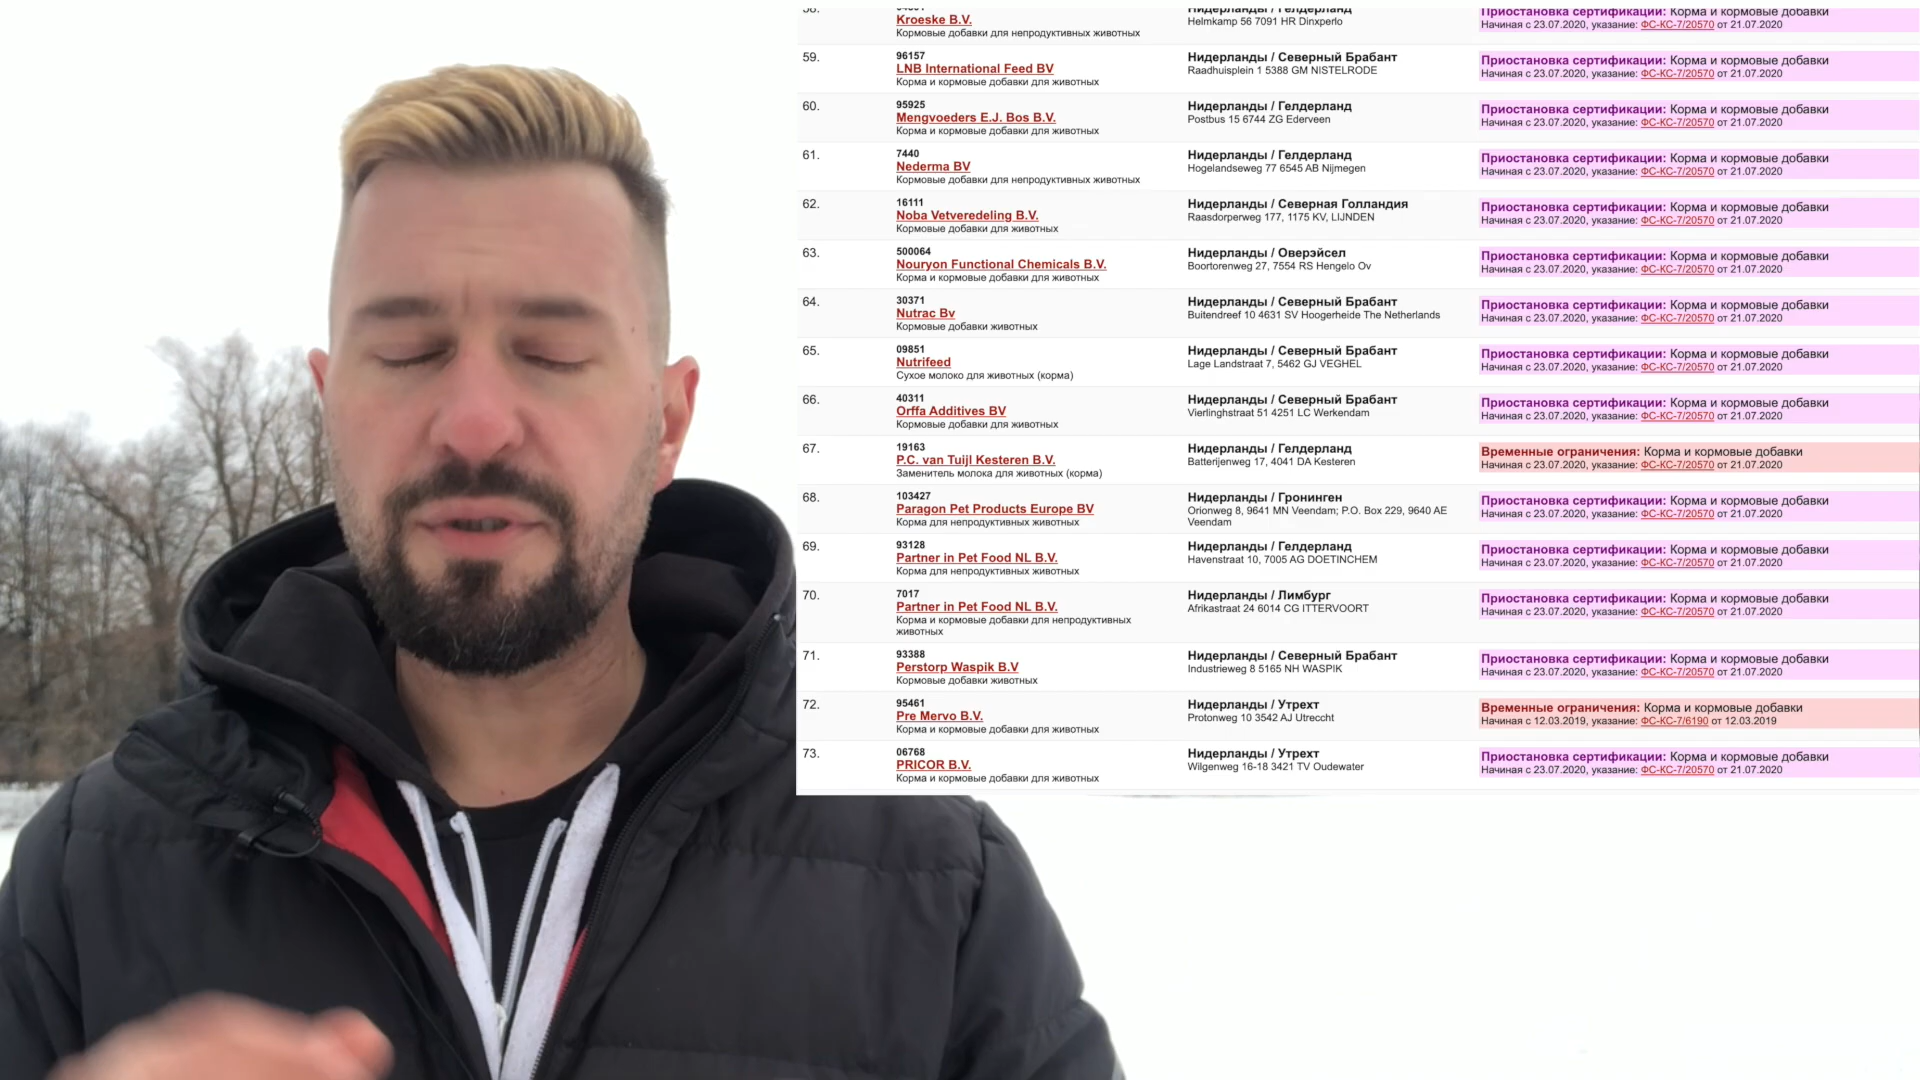 Kroeske B.V.
Кормовые добавки для непродуктивных животных
Нидерланды / Гелдерланд
Helmkamp 56 7091 HR Dinxperlo
Приостановка сертификации: Корма и кормовые добавки
Начиная с 23.07.2020, указание: ФС-КС-7/20570 от 21.07.2020
59.
96157
LNB International Feed BV
Корма и кормовые добавки для животных
Нидерланды / Северный Брабант
Raadhuisplein 1 5388 GM NISTELRODE
Приостановка сертификации: Корма и кормовые добавки
Начиная с 23.07.2020, указание: ФС-КС-7/20570 от 21.07.2020
60.
95925
Mengvoeders E.J. Bos B.V.
Корма и кормовые добавки для животных
Нидерланды / Гелдерланд
Postbus 15 6744 ZG Ederveen
Приостановка сертификации: Корма и кормовые добавки
Начиная с 23.07.2020, указание: ФС-КС-7/20570 от 21.07.2020
61.
7440
Nederma BV
Кормовые добавки для непродуктивных животных
Нидерланды / Гелдерланд
Hogelandseweg 77 6545 AB Nijmegen
Приостановка сертификации: Корма и кормовые добавки
Начиная с 23.07.2020, указание: ФС-КС-7/20570 от 21.07.2020
62.
16111
Noba Vetveredeling B.V.
Кормовые добавки для животных
Нидерланды / Северная Голландия
Raasdorperweg 177, 1175 KV, LIJNDEN
Приостановка сертификации: Корма и кормовые добавки
Начиная с 23.07.2020, указание: ФС-КС-7/20570 от 21.07.2020
63.
500064
Nouryon Functional Chemicals B.V.
Корма и кормовые добавки для животных
Нидерланды / Оверэйсел
Boortorenweg 27, 7554 RS Hengelo Ov
Приостановка сертификации: Корма и кормовые добавки
Начиная с 23.07.2020, указание: ФС-КС-7/20570 от 21.07.2020
64.
30371
Nutrac Bv
Кормовые добавки животных
Нидерланды / Северный Брабант
Buitendreef 10 4631 SV Hoogerheide The Netherlands
Приостановка сертификации: Корма и кормовые добавки
Начиная с 23.07.2020, указание: ФС-КС-7/20570 от 21.07.2020
65.
09851
Nutrifeed
Сухое молоко для животных (корма)
Нидерланды / Северный Брабант
Lage Landstraat 7, 5462 GJ VEGHEL
Приостановка сертификации: Корма и кормовые добавки
Начиная с 23.07.2020, указание: ФС-КС-7/20570 от 21.07.2020
66.
40311
Orffa Additives BV
Кормовые добавки для животных
Нидерланды / Северный Брабант
Vierlinghstraat 51 4251 LC Werkendam
Приостановка сертификации: Корма и кормовые добавки
Начиная с 23.07.2020, указание: ФС-КС-7/20570 от 21.07.2020
67.
19163
P.C. van Tuijl Kesteren B.V.
Заменитель молока для животных (корма)
Нидерланды / Гелдерланд
Batterijenweg 17, 4041 DA Kesteren
Временные ограничения: Корма и кормовые добавки
Начиная с 23.07.2020, указание: ФС-КС-7/20570 от 21.07.2020
68.
103427
Paragon Pet Products Europe BV
Корма для непродуктивных животных
Нидерланды / Гронинген
Orionweg 8, 9641 MN Veendam; P.O. Box 229, 9640 AE
Veendam
Приостановка сертификации: Корма и кормовые добавки
Начиная с 23.07.2020, указание: ФС-КС-7/20570 от 21.07.2020
69.
93128
Partner in Pet Food NL B.V.
Корма для непродуктивных животных
Нидерланды / Гелдерланд
Havenstraat 10, 7005 AG DOETINCHEM
Приостановка сертификации: Корма и кормовые добавки
Начиная с 23.07.2020, указание: ФС-КС-7/20570 от 21.07.2020
70.
7017
Partner in Pet Food NL B.V.
Корма и кормовые добавки для непродуктивных
животных
Нидерланды / Лимбург
Afrikastraat 24 6014 CG ITTERVOORT
Приостановка сертификации: Корма и кормовые добавки
Начиная с 23.07.2020, указание: ФС-КС-7/20570 от 21.07.2020
71.
93388
Perstorp Waspik B.V
Кормовые добавки животных
Нидерланды / Северный Брабант
Industrieweg 8 5165 NH WASPIK
Приостановка сертификации: Корма и кормовые добавки
Начиная с 23.07.2020, указание: ФС-КС-7/20570 от 21.07.2020
72.
95461
Pre Mervo B.V.
Корма и кормовые добавки для животных
Нидерланды / Утрехт
Protonweg 10 3542 AJ Utreccht
Временные ограничения: Корма и кормовые добавки
Начиная с 12.03.2019, указание: ФС-КС-7/6190 от 12.03.2019
73.
06768
PRICOR B.V.
Корма и кормовые добавки для животных
Нидерланды / Утрехт
Wilgenweg 16-18 3421 TV Oudewater
Приостановка сертификации: Корма и кормовые добавки
Начиная с 23.07.2020, указание: ФС-КС-7/20570 от 21.07.2020